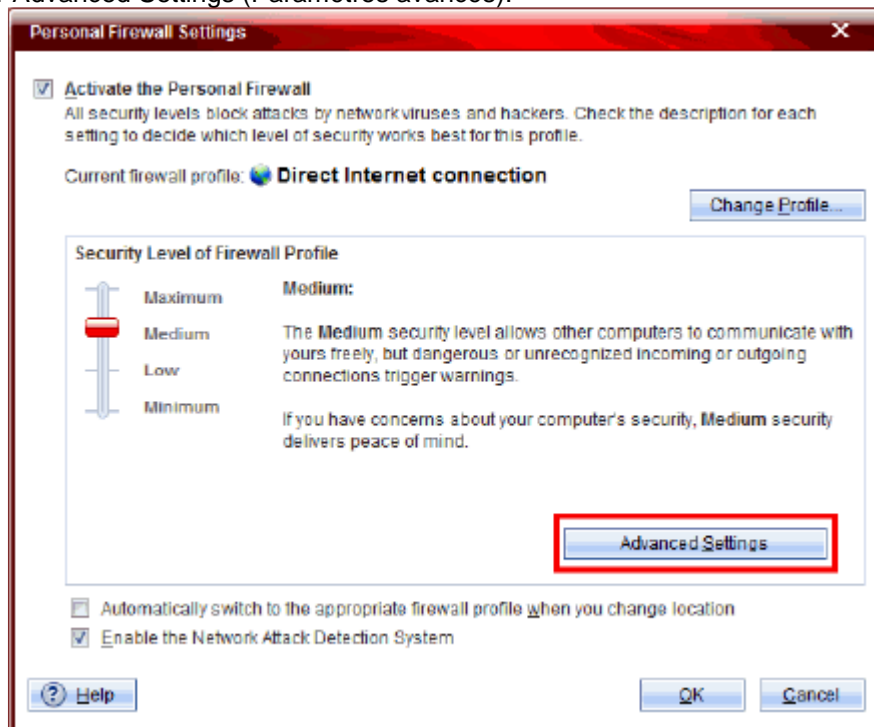 Advanced Settings (Paramètres avancés).
Personal Firewall Settings
Activate the Personal Firewall
All security levels block attacks by network viruses and hackers. Check the description for each
setting to decide which level of security works best for this profile.
Current firewall profile: Direct Internet connection
Change Profile...
Security Level of Firewall Profile
Maximum
Medium
Low
Minimum
Medium:
The Medium security level allows other computers to communicate with
yours freely, but dangerous or unrecognized incoming or outgoing
connections trigger warnings.
If you have concerns about your computer's security, Medium security
delivers peace of mind.
Advanced Settings
Automatically switch to the appropriate firewall profile when you change location
Enable the Network Attack Detection System
Help
OK
Cancel